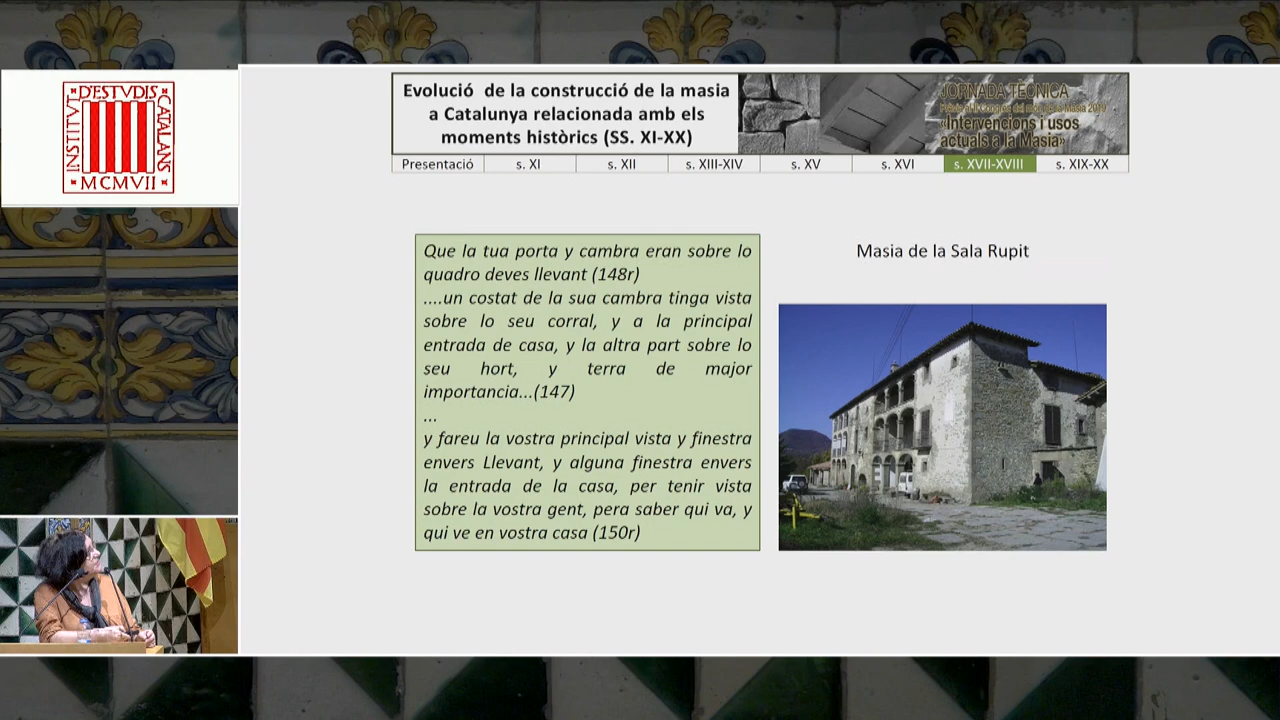 INSTITVT D'ESTVDIS CATALANS
MCMVII
Evolució de la construcció de la masia
a Catalunya relacionada amb els
moments històrics (SS. XI-XX)
JORNADA TÈCNICA
«Intervencions i usos
actuals a la Masia»
Presentació s. XI s. XII s. XIII-XIV s. XV s. XVI s. XVII-XVIII s. XIX-XX
Que la tua porta y cambra eran sobre lo
quadro deves llevant (148r)
....un costat de la sua cambra tinga vista
sobre lo seu corral, y a la principal
entrada de casa, y la altra part sobre lo
seu hort, y terra de major
importancia...(147)
...
y fareu la vostra principal vista y finestra
envers Llevant, y alguna finestra envers
la entrada de la casa, per tenir vista
sobre la vostra gent, pera saber qui va, y
qui ve en vostra casa (150r)
Masia de la Sala Rupit